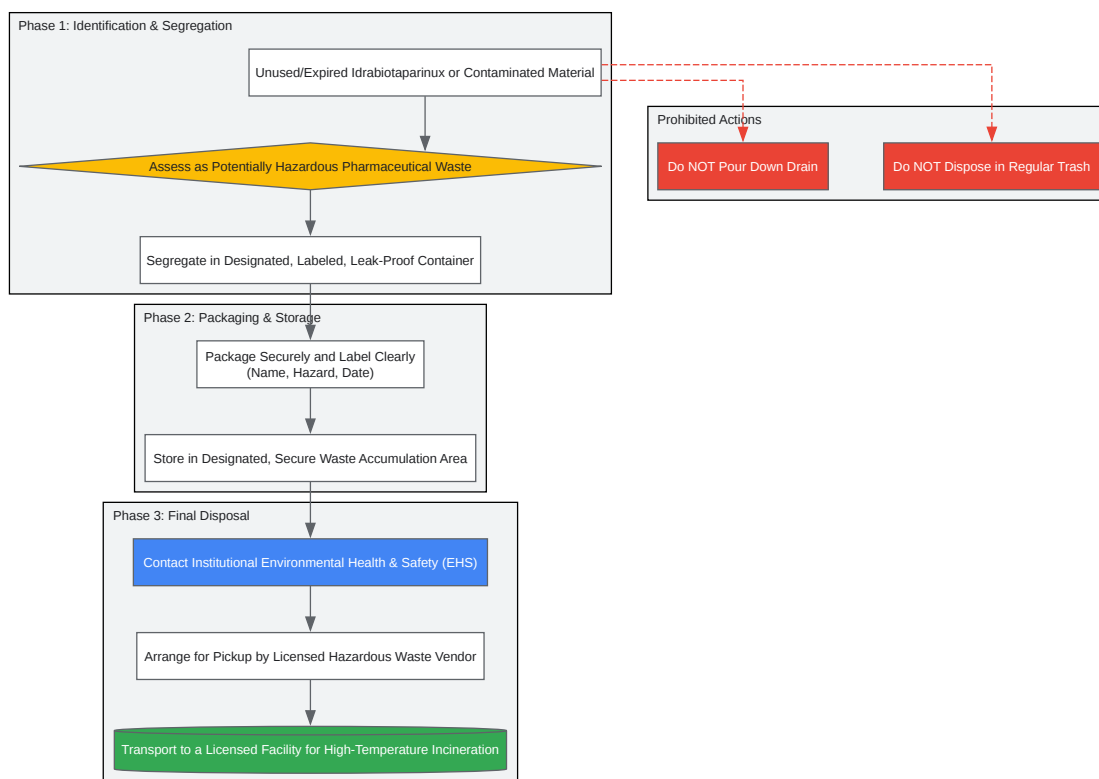 Phase 1: Identification & Segregation
Unused/Expired Idrabiotaparinux or Contaminated Material
Prohibited Actions
Do NOT Pour Down Drain
Do NOT Dispose in Regular Trash
Assess as Potentially Hazardous Pharmaceutical Waste
Segregate in Designated, Labeled, Leak-Proof Container
Phase 2: Packaging & Storage
Package Securely and Label Clearly
(Name, Hazard, Date)
Store in Designated, Secure Waste Accumulation Area
Phase 3: Final Disposal
Contact Institutional Environmental Health & Safety (EHS)
Arrange for Pickup by Licensed Hazardous Waste Vendor
Transport to a Licensed Facility for High-Temperature Incineration